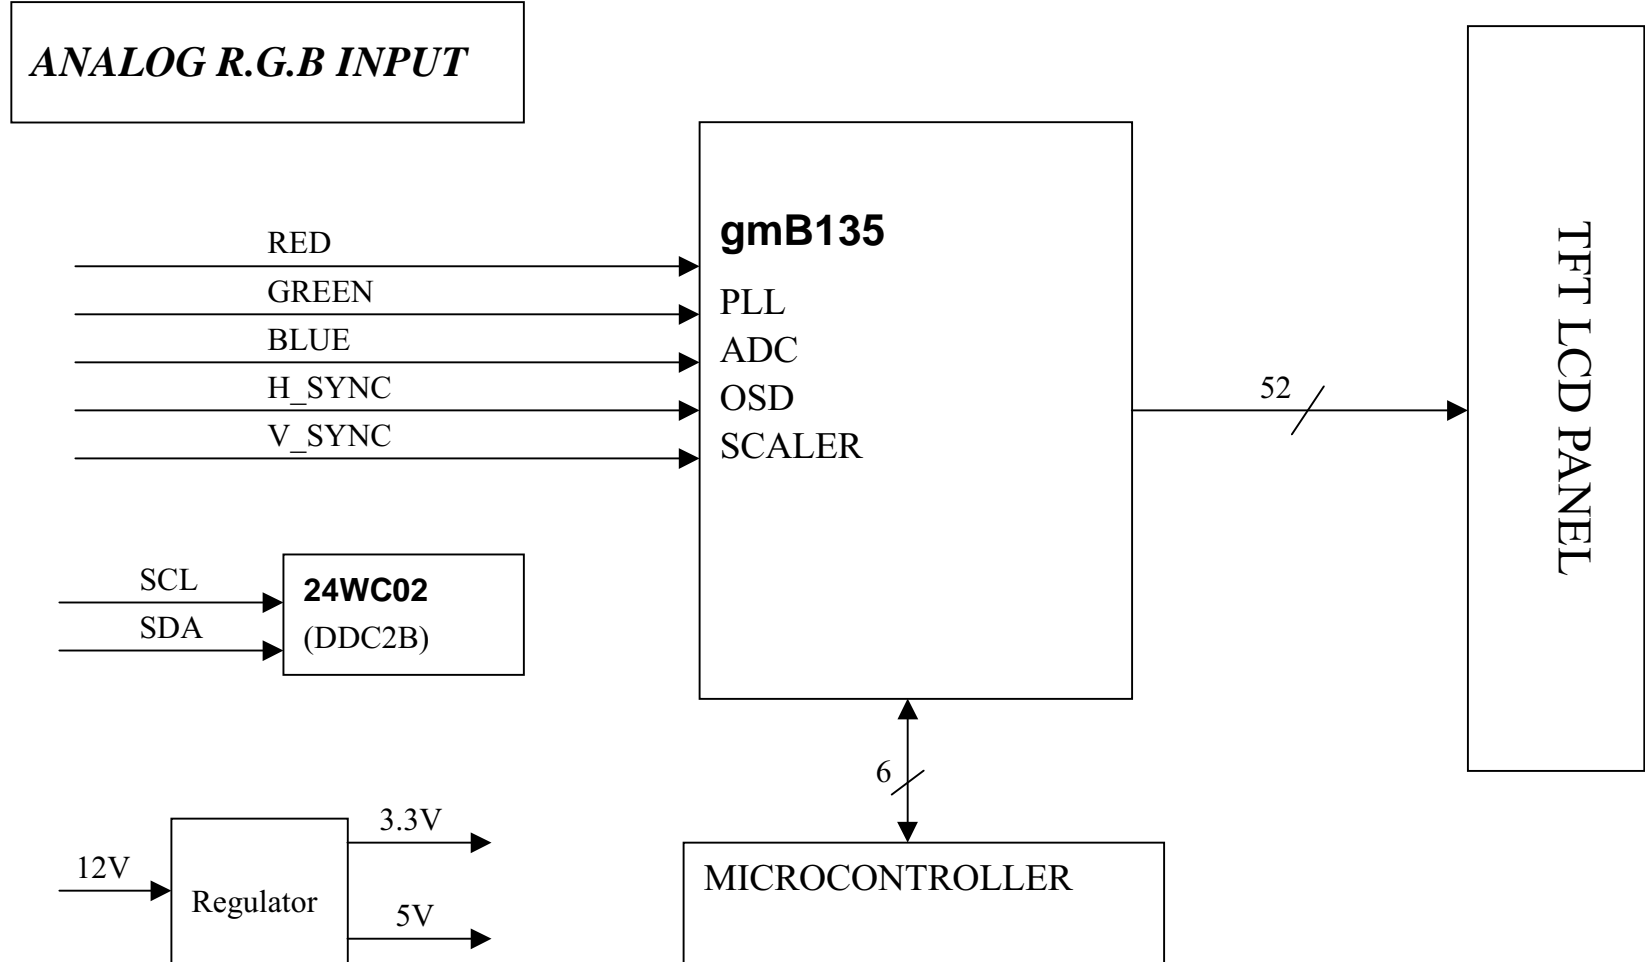 ANALOG R.G.B INPUT
RED
GREEN
BLUE
H_SYNC
V_SYNC
gmB135
PLL
ADC
OSD
SCALER
52
TFT LCD PANEL
SCL
SDA
24WC02
(DDC2B)
6
12V
Regulator
3.3V
5V
MICROCONTROLLER